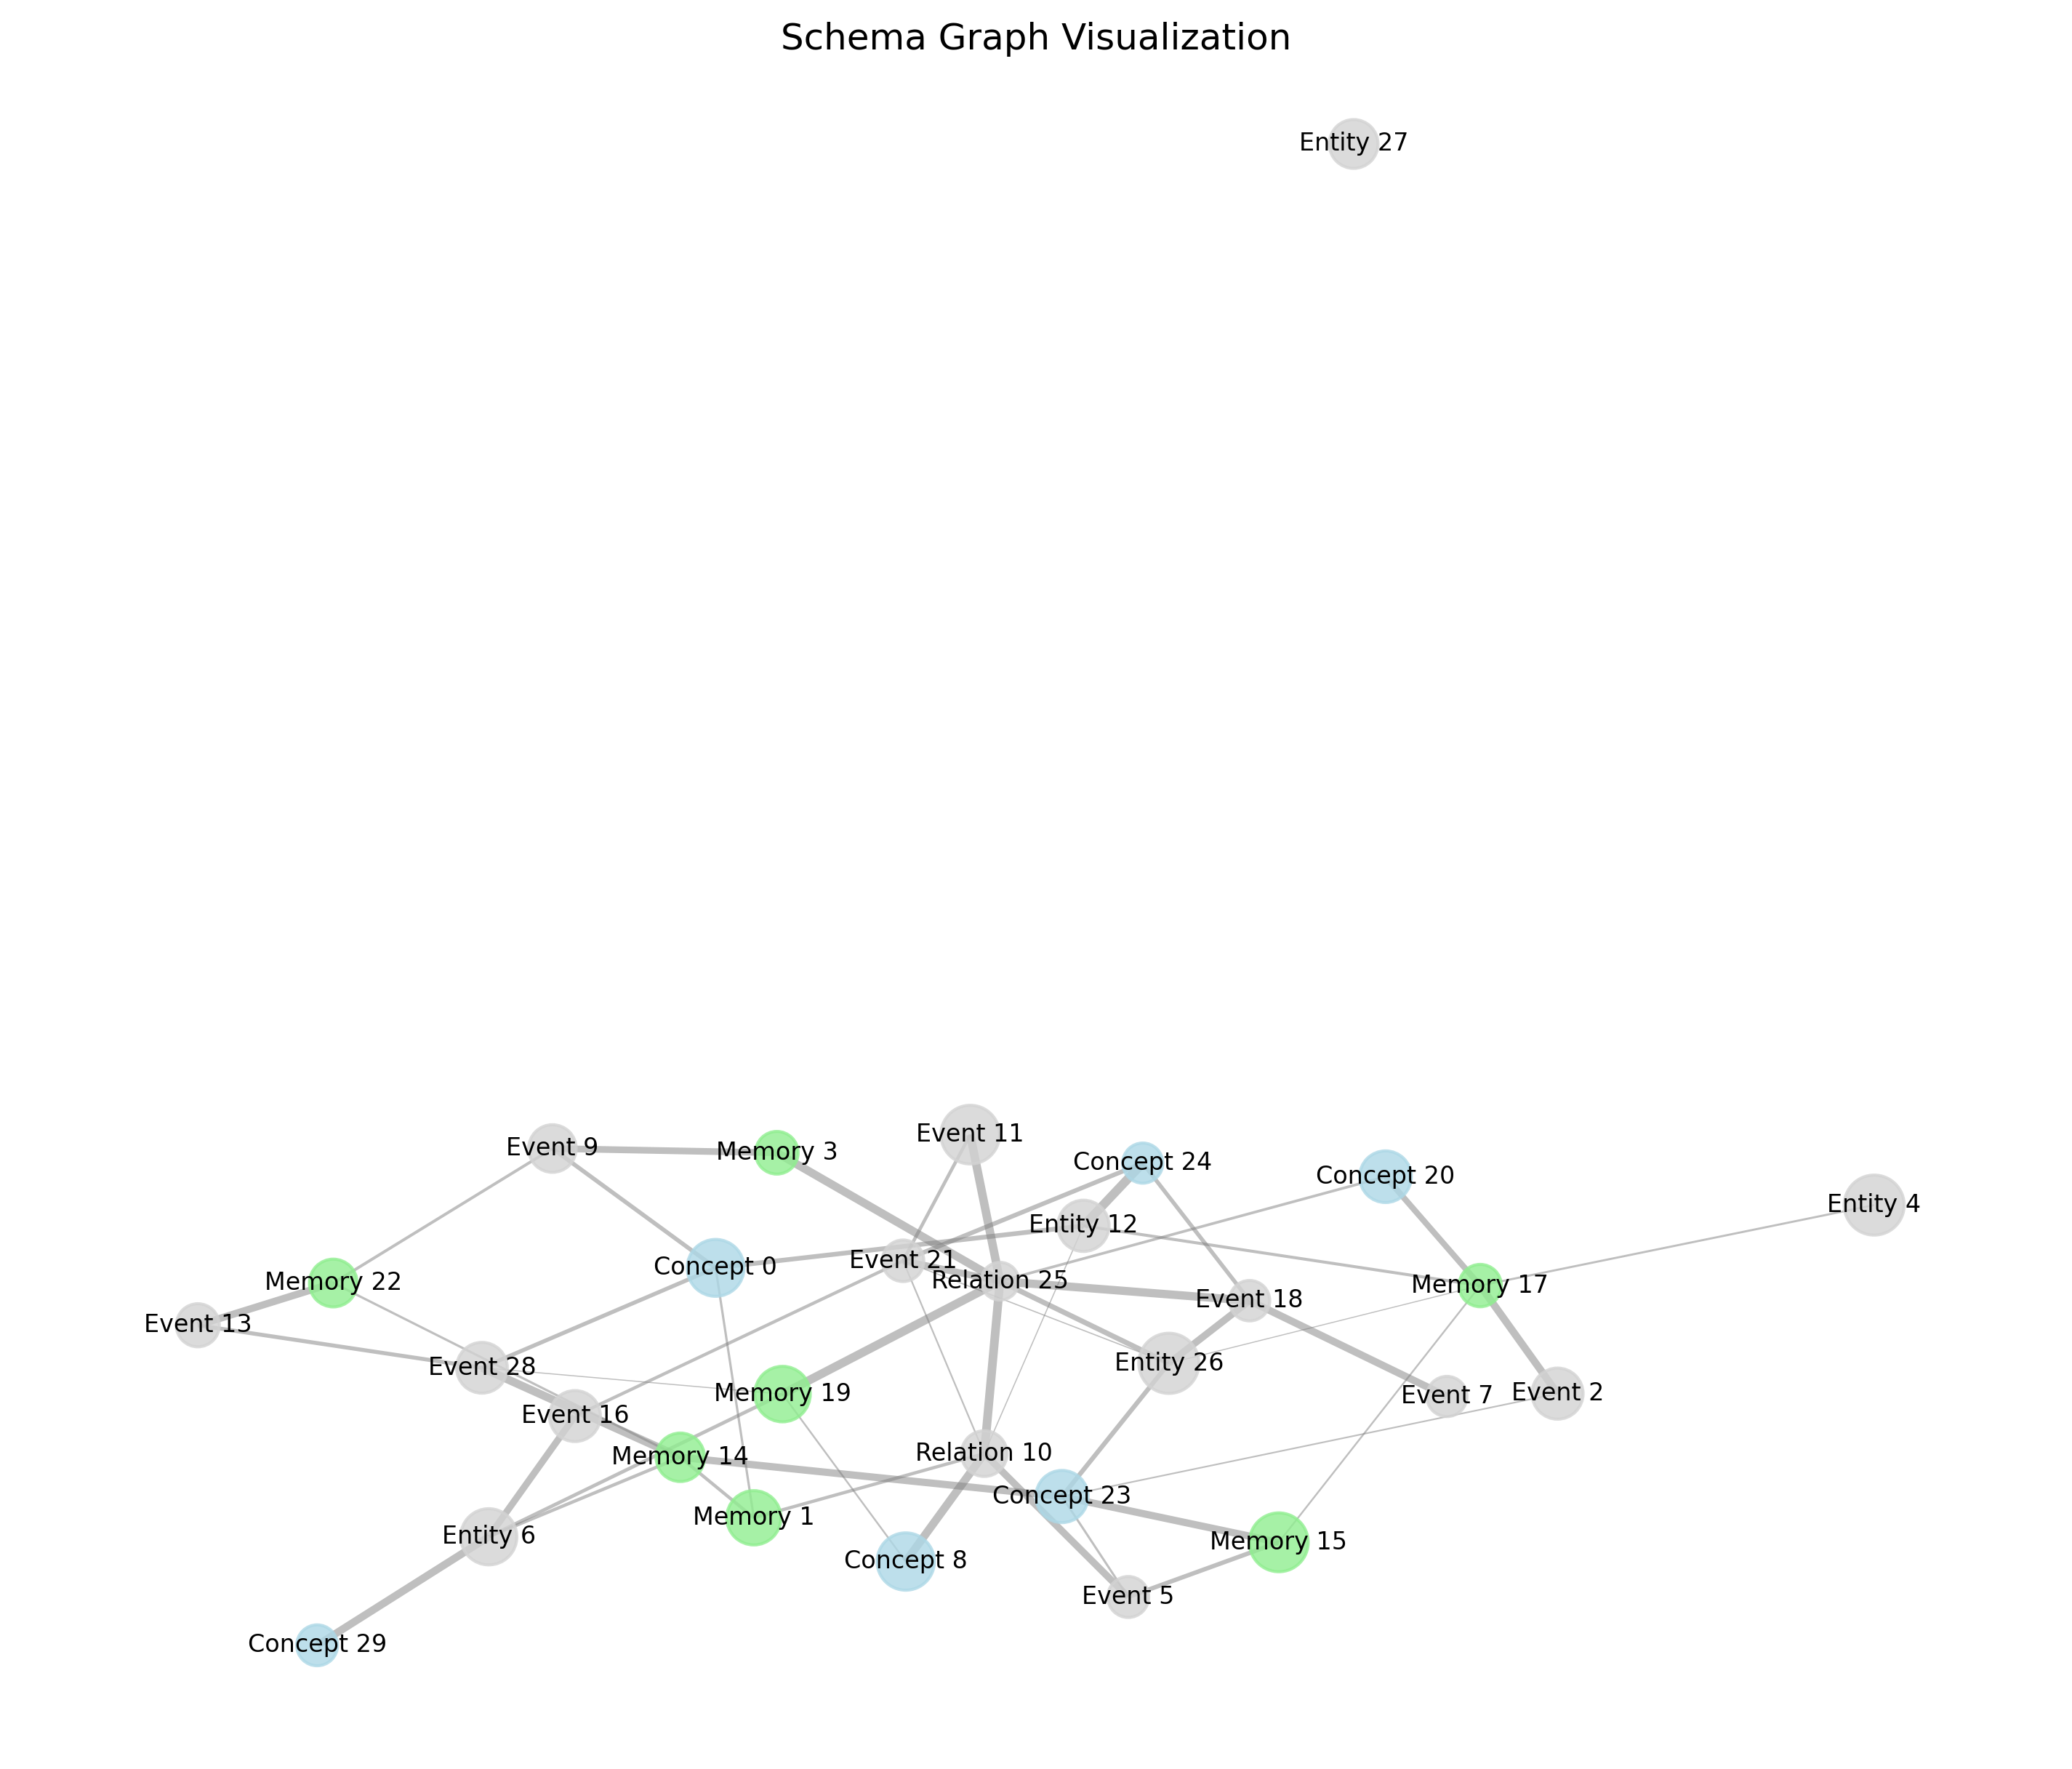 Schema Graph Visualization
Entity 27
Event 11
Event 9
Memory 3
Concept 24
Concept 20
Entity 4
Entity 12
Event 21
Concept 0
Relation 25
Memory 22
Memory 17
Event 18
Event 13
Entity 26
Event 28
Memory 19
Event 7
Event 2
Event 16
Relation 10
Memory 14
Concept 23
Memory 1
Entity 6
Memory 15
Concept 8
Event 5
Concept 29